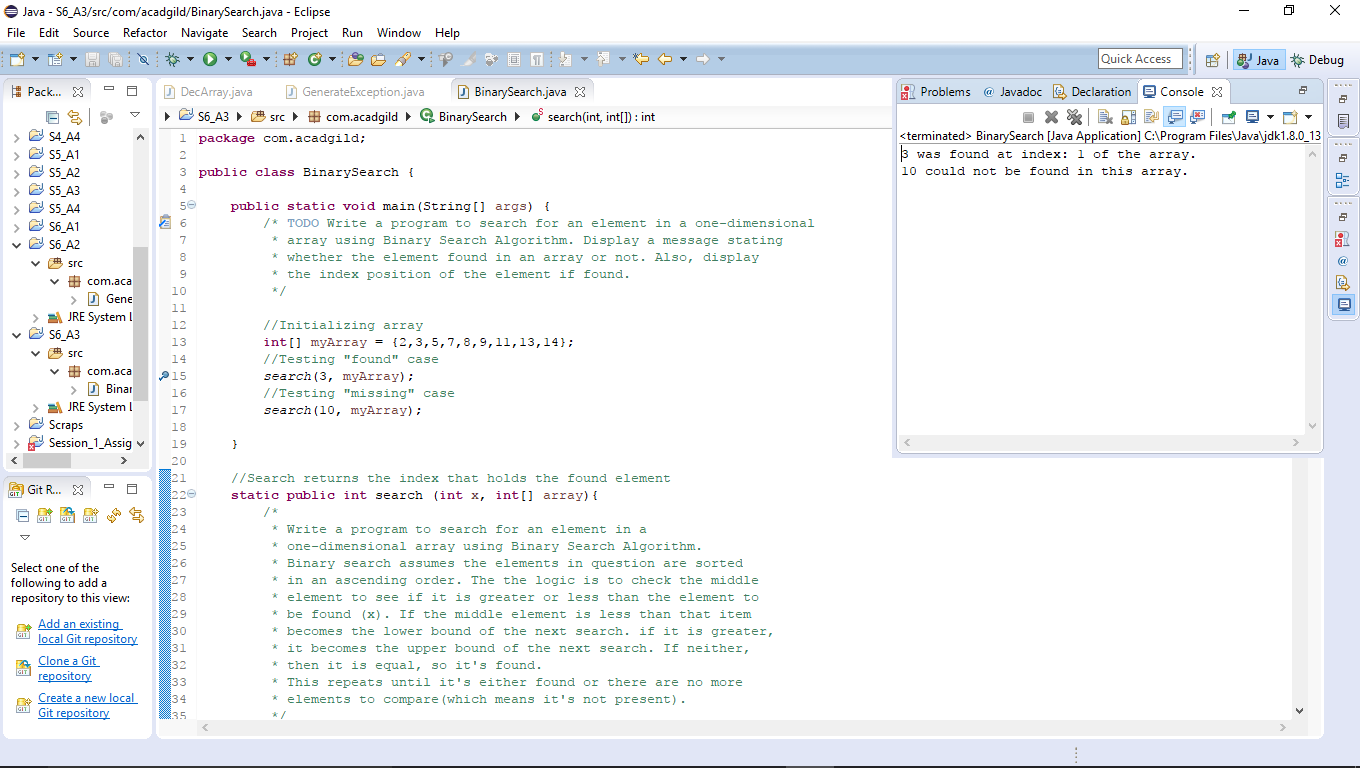 Java - S6_A3/src/com/acadgild/BinarySearch.java - Eclipse
File Edit Source Refactor Navigate Search Project Run Window Help
Quick Access
Java
Debug
Pack...
S4_A4
S5_A1
S5_A2
S5_A3
S5_A4
S6_A1
S6_A2
src
com.aca
Gene
JRE System L
S6_A3
src
com.aca
Binar
JRE System L
Scraps
Session_1_Assig
Git R...
Select one of the
following to add a
repository to this view:
Add an existing
local Git repository
Clone a Git
repository
Create a new local
Git repository
DecArray.java GenerateException.java BinarySearch.java
S6_A3 src com.acadgild BinarySearch search(int, int[]) : int
1 package com.acadgild;
2
3 public class BinarySearch {
4
5 public static void main(String[] args) {
6 /* TODO Write a program to search for an element in a one-dimensional
7 * array using Binary Search Algorithm. Display a message stating
8 * whether the element found in an array or not. Also, display
9 * the index position of the element if found.
10 */
11
12 //Initializing array
13 int[] myArray = {2,3,5,7,8,9,11,13,14};
14 //Testing "found" case
15 search(3, myArray);
16 //Testing "missing" case
17 search(10, myArray);
18
19 }
20
21 //Search returns the index that holds the found element
22 static public int search (int x, int[] array){
23 /*
24 * Write a program to search for an element in a
25 * one-dimensional array using Binary Search Algorithm.
26 * Binary search assumes the elements in question are sorted
27 * in an ascending order. The the logic is to check the middle
28 * element to see if it is greater or less than the element to
29 * be found (x). If the middle element is less than that item
30 * becomes the lower bound of the next search. if it is greater,
31 * it becomes the upper bound of the next search. If neither,
32 * then it is equal, so it's found.
33 * This repeats until it's either found or there are no more
34 * elements to compare(which means it's not present).
35 */
Problems @ Javadoc Declaration Console
<terminated> BinarySearch [Java Application] C:\Program Files\Java\jdk1.8.0_13
3 was found at index: 1 of the array.
10 could not be found in this array.